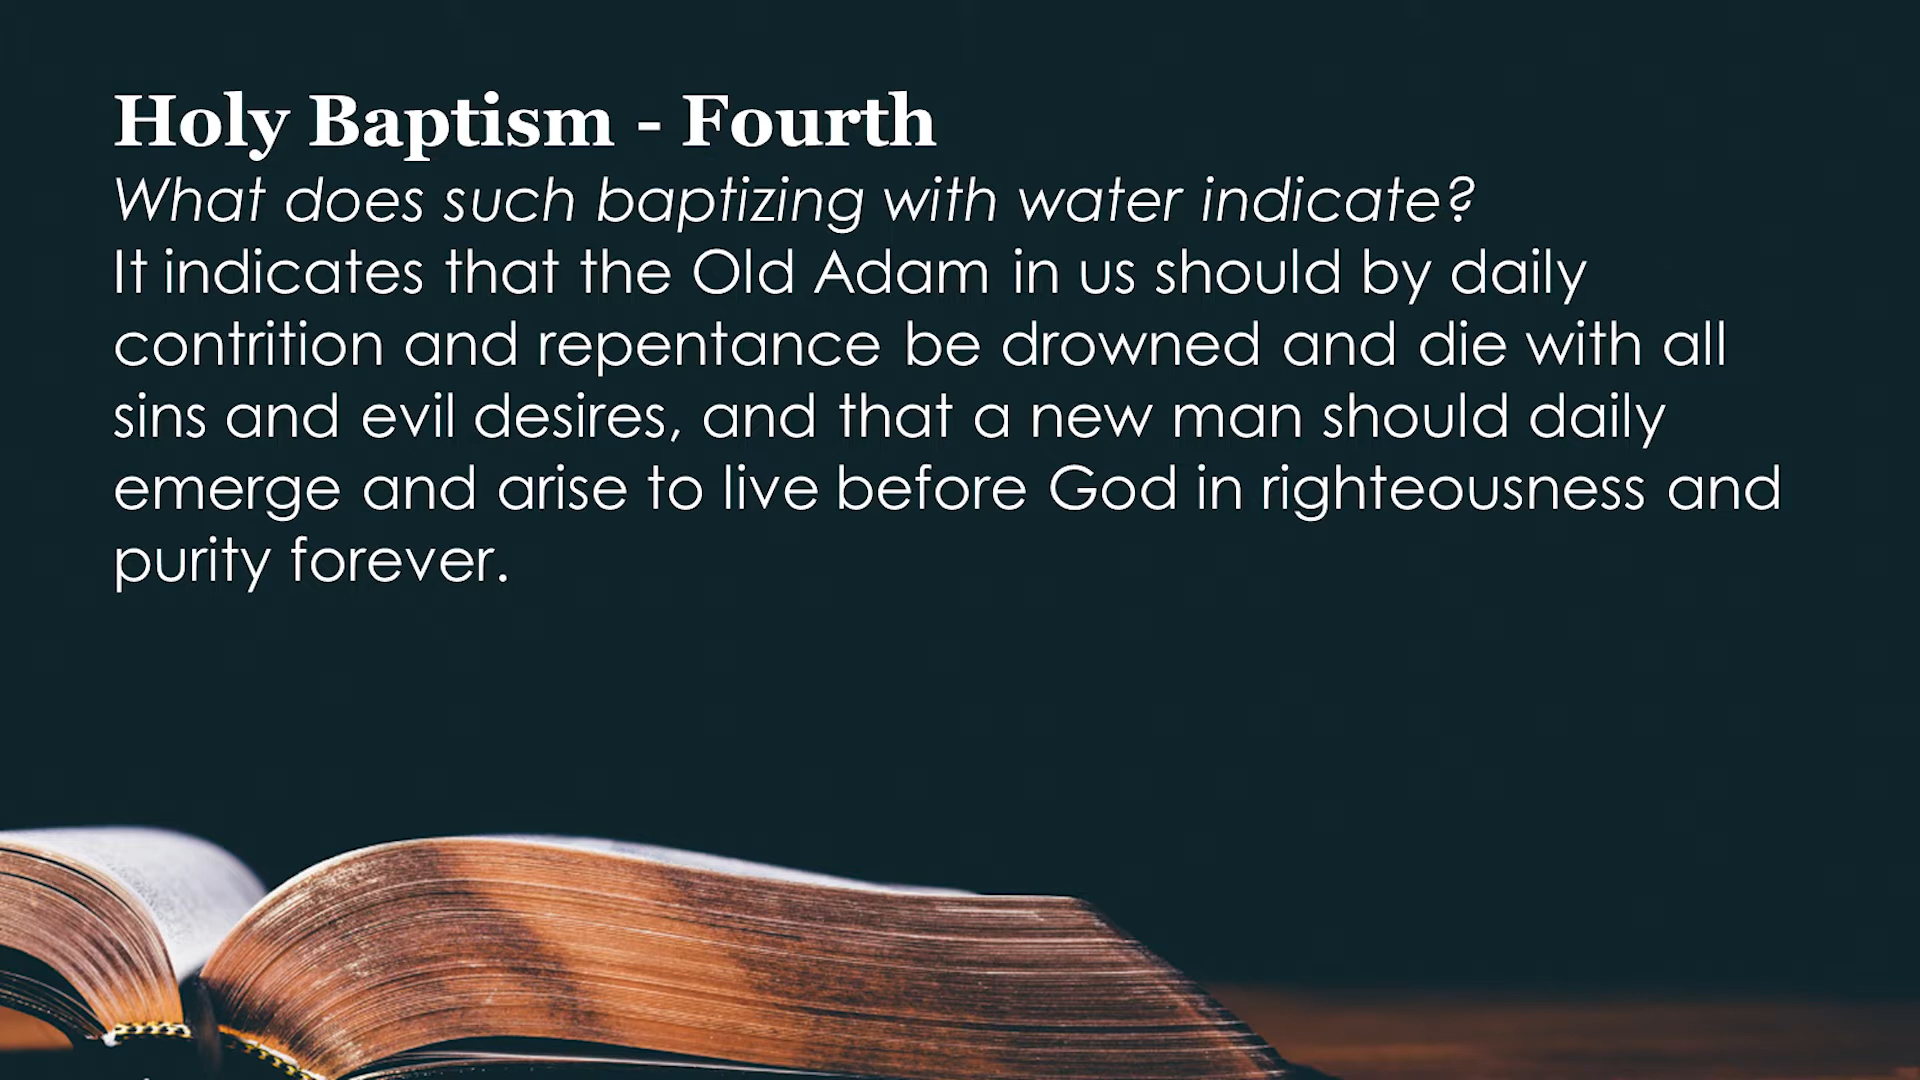 Holy Baptism - Fourth
What does such baptizing with water indicate?
It indicates that the Old Adam in us should by daily
contrition and repentance be drowned and die with all
sins and evil desires, and that a new man should daily
emerge and arise to live before God in righteousness and
purity forever.